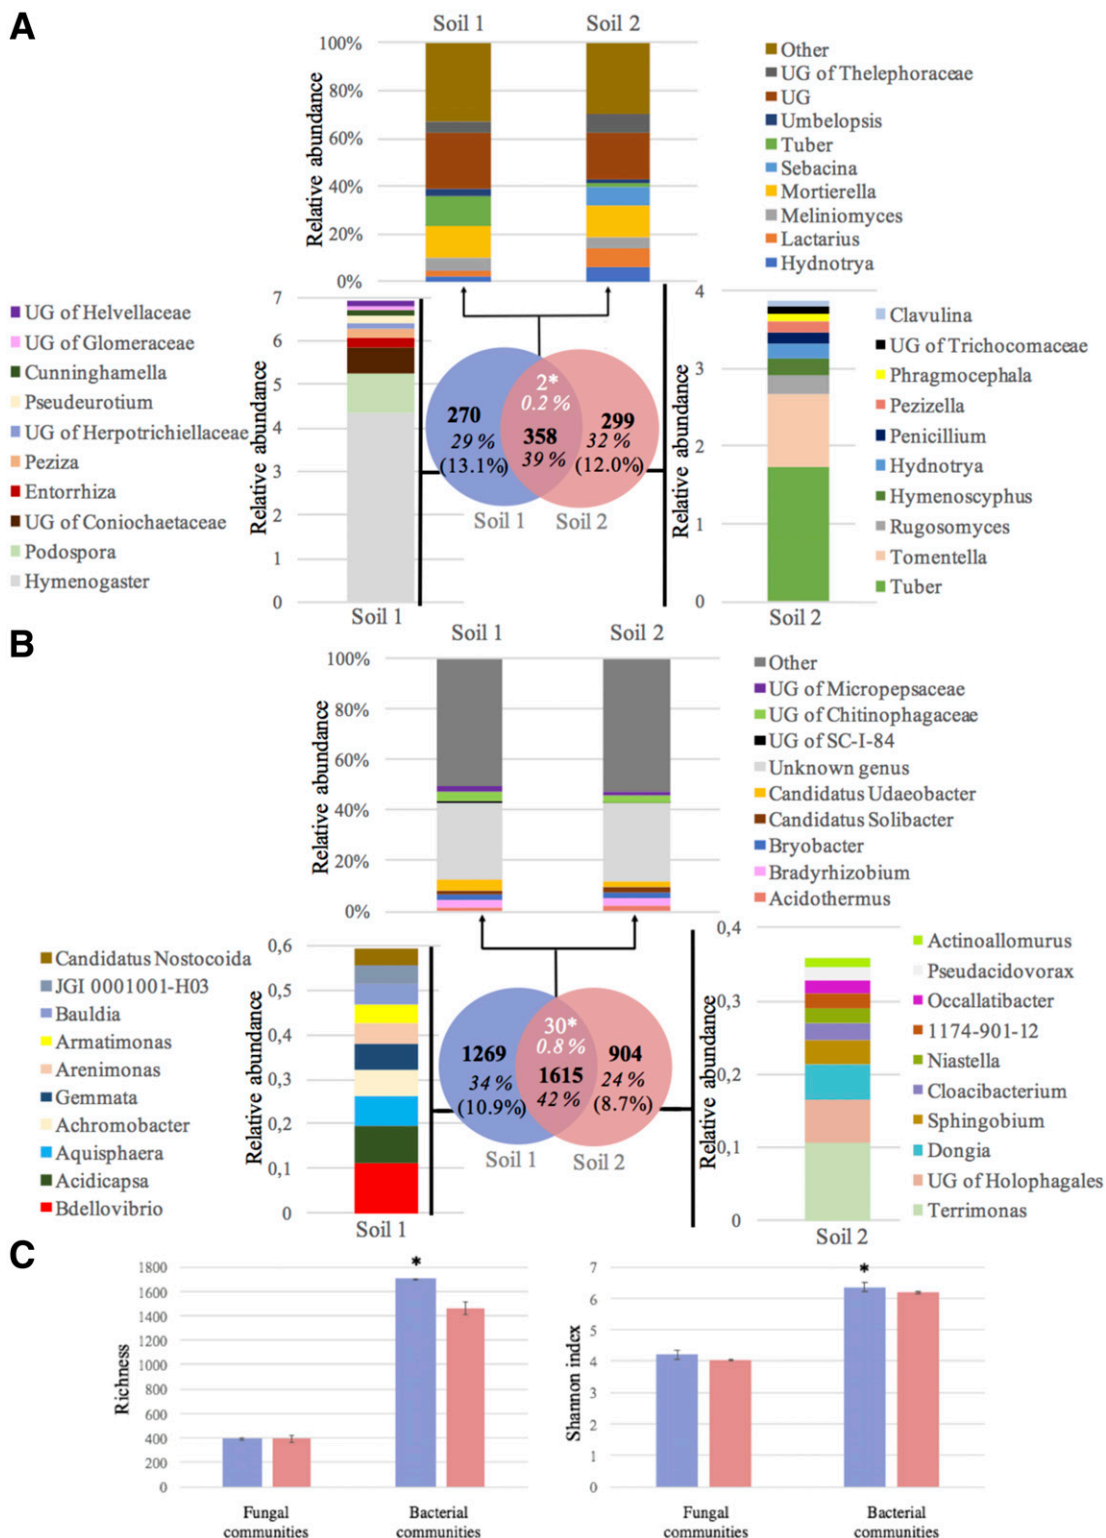 A
Soil 1
Soil 2
Relative abundance
100%
80%
60%
40%
20%
0%
Other
UG of Thelephoraceae
UG
Umbelopsis
Tuber
Sebacina
Mortierella
Meliniomyces
Lactarius
Hydnotrya
UG of Helvellaceae
UG of Glomeraceae
Cunninghamella
Pseudeurotium
UG of Herpotrichiellaceae
Peziza
Entorrhiza
UG of Coniochaetaceae
Podospora
Hymenogaster
Relative abundance
7
6
5
4
3
2
1
0
Soil 1
270
29 %
(13.1%)
2*
0.2 %
358
39 %
299
32 %
(12.0%)
Soil 1
Soil 2
Relative abundance
4
3
2
1
0
Soil 2
Clavulina
UG of Trichocomaceae
Phragmocephala
Pezizella
Penicillium
Hydnotrya
Hymenoscyphus
Rugosomyces
Tomentella
Tuber
B
Soil 1
Soil 2
Relative abundance
100%
80%
60%
40%
20%
0%
Other
UG of Micropepsaceae
UG of Chitinophagaceae
UG of SC-I-84
Unknown genus
Candidatus Udaeobacter
Candidatus Solibacter
Bryobacter
Bradyrhizobium
Acidothermus
Candidatus Nostocoida
JGI 0001001-H03
Bauldia
Armatimonas
Arenimonas
Gemmata
Achromobacter
Aquisphaera
Acidicapsa
Bdellovibrio
Relative abundance
0,6
0,5
0,4
0,3
0,2
0,1
0
Soil 1
1269
34 %
(10.9%)
30*
0.8 %
1615
42 %
904
24 %
(8.7%)
Soil 1
Soil 2
Relative abundance
0,4
0,3
0,2
0,1
0
Soil 2
Actinoallomurus
Pseudacidovorax
Occallatibacter
1174-901-12
Niastella
Cloacibacterium
Sphingobium
Dongia
UG of Holophagales
Terrimonas
C
Richness
1800
1600
1400
1200
1000
800
600
400
200
0
*
Fungal
communities
Bacterial
communities
Shannon index
7
6
5
4
3
2
1
0
*
Fungal
communities
Bacterial
communities